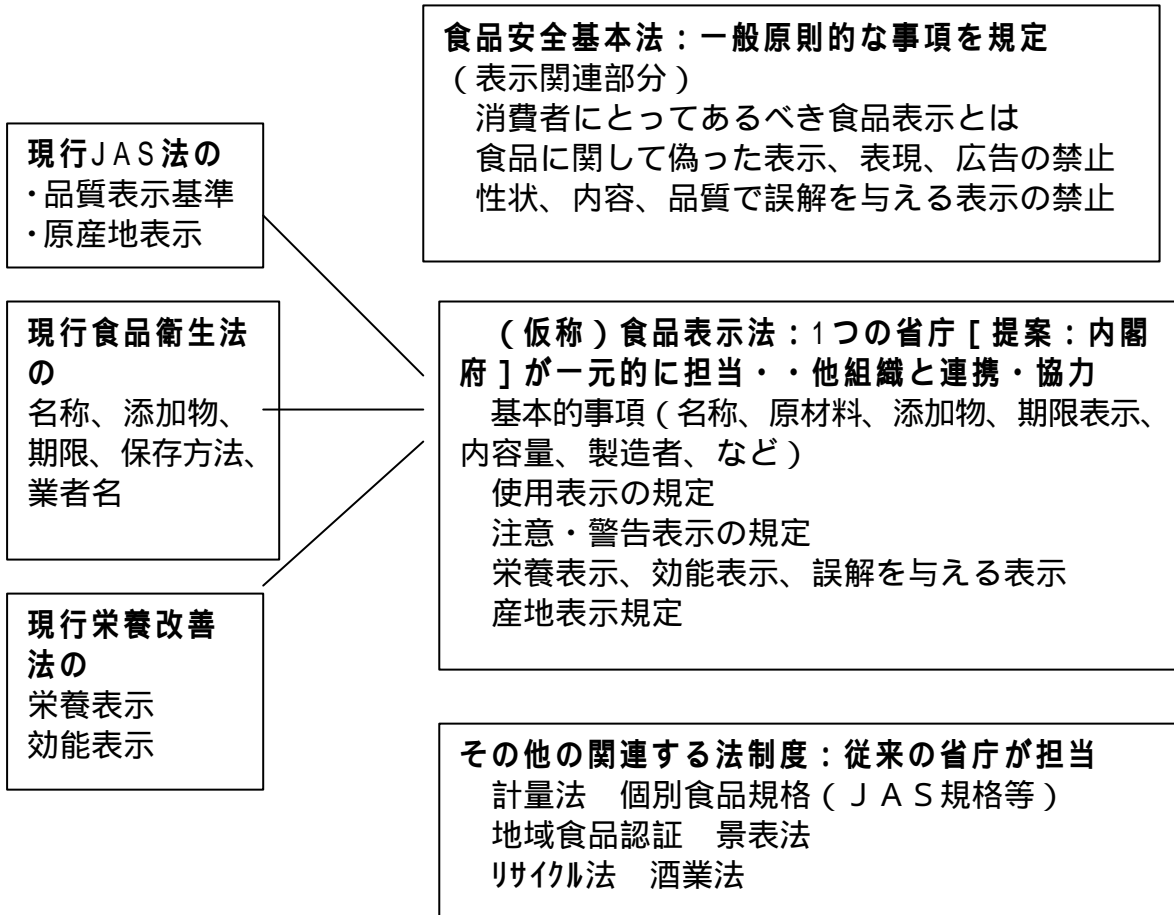 現行JAS法の
・品質表示基準
・原産地表示
現行食品衛生法
の
名称、添加物、
期限、保存方法、
業者名
現行栄養改善
法の
栄養表示
効能表示
食品安全基本法：一般原則的な事項を規定
（表示関連部分）
消費者にとってあるべき食品表示とは
食品に関して偽った表示、表現、広告の禁止
性状、内容、品質で誤解を与える表示の禁止
（仮称）食品表示法：1つの省庁［提案：内閣
府］が一元的に担当・・他組織と連携・協力
基本的事項（名称、原材料、添加物、期限表示、
内容量、製造者、など）
使用表示の規定
注意・警告表示の規定
栄養表示、効能表示、誤解を与える表示
産地表示規定
その他の関連する法制度：従来の省庁が担当
計量法　個別食品規格（ＪＡＳ規格等）
地域食品認証　景表法
ﾘｻｲｸﾙ法　酒業法